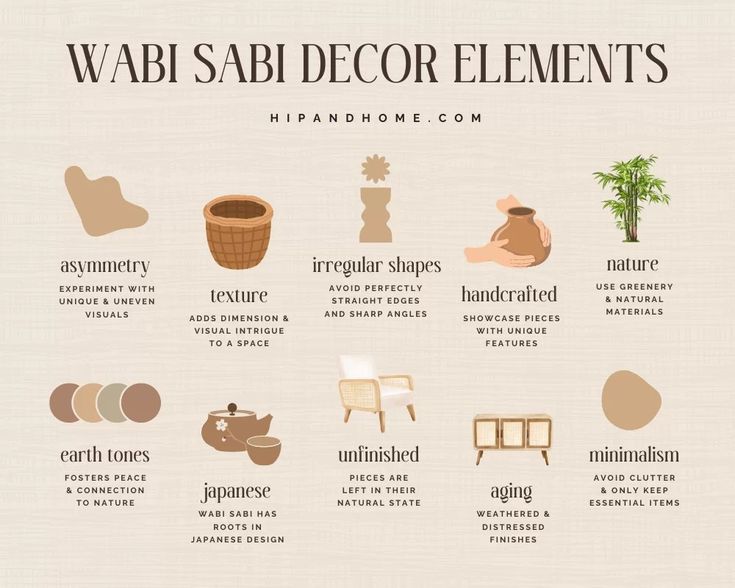 WABI SABI DECOR ELEMENTS
HIPANDHOME.COM
asymmetry
EXPERIMENT WITH
UNIQUE & UNEVEN
VISUALS
texture
ADDS DIMENSION &
VISUAL INTRIGUE
TO A SPACE
irregular shapes
AVOID PERFECTLY
STRAIGHT EDGES
AND SHARP ANGLES
handcrafted
SHOWCASE PIECES
WITH UNIQUE
FEATURES
nature
USE GREENERY
& NATURAL
MATERIALS
earth tones
FOSTERS PEACE
& CONNECTION
TO NATURE
japanese
WABI SABI HAS
ROOTS IN
JAPANESE DESIGN
unfinished
PIECES ARE
LEFT IN THEIR
NATURAL STATE
aging
WEATHERED &
DISTRESSED
FINISHES
minimalism
AVOID CLUTTER
& ONLY KEEP
ESSENTIAL ITEMS